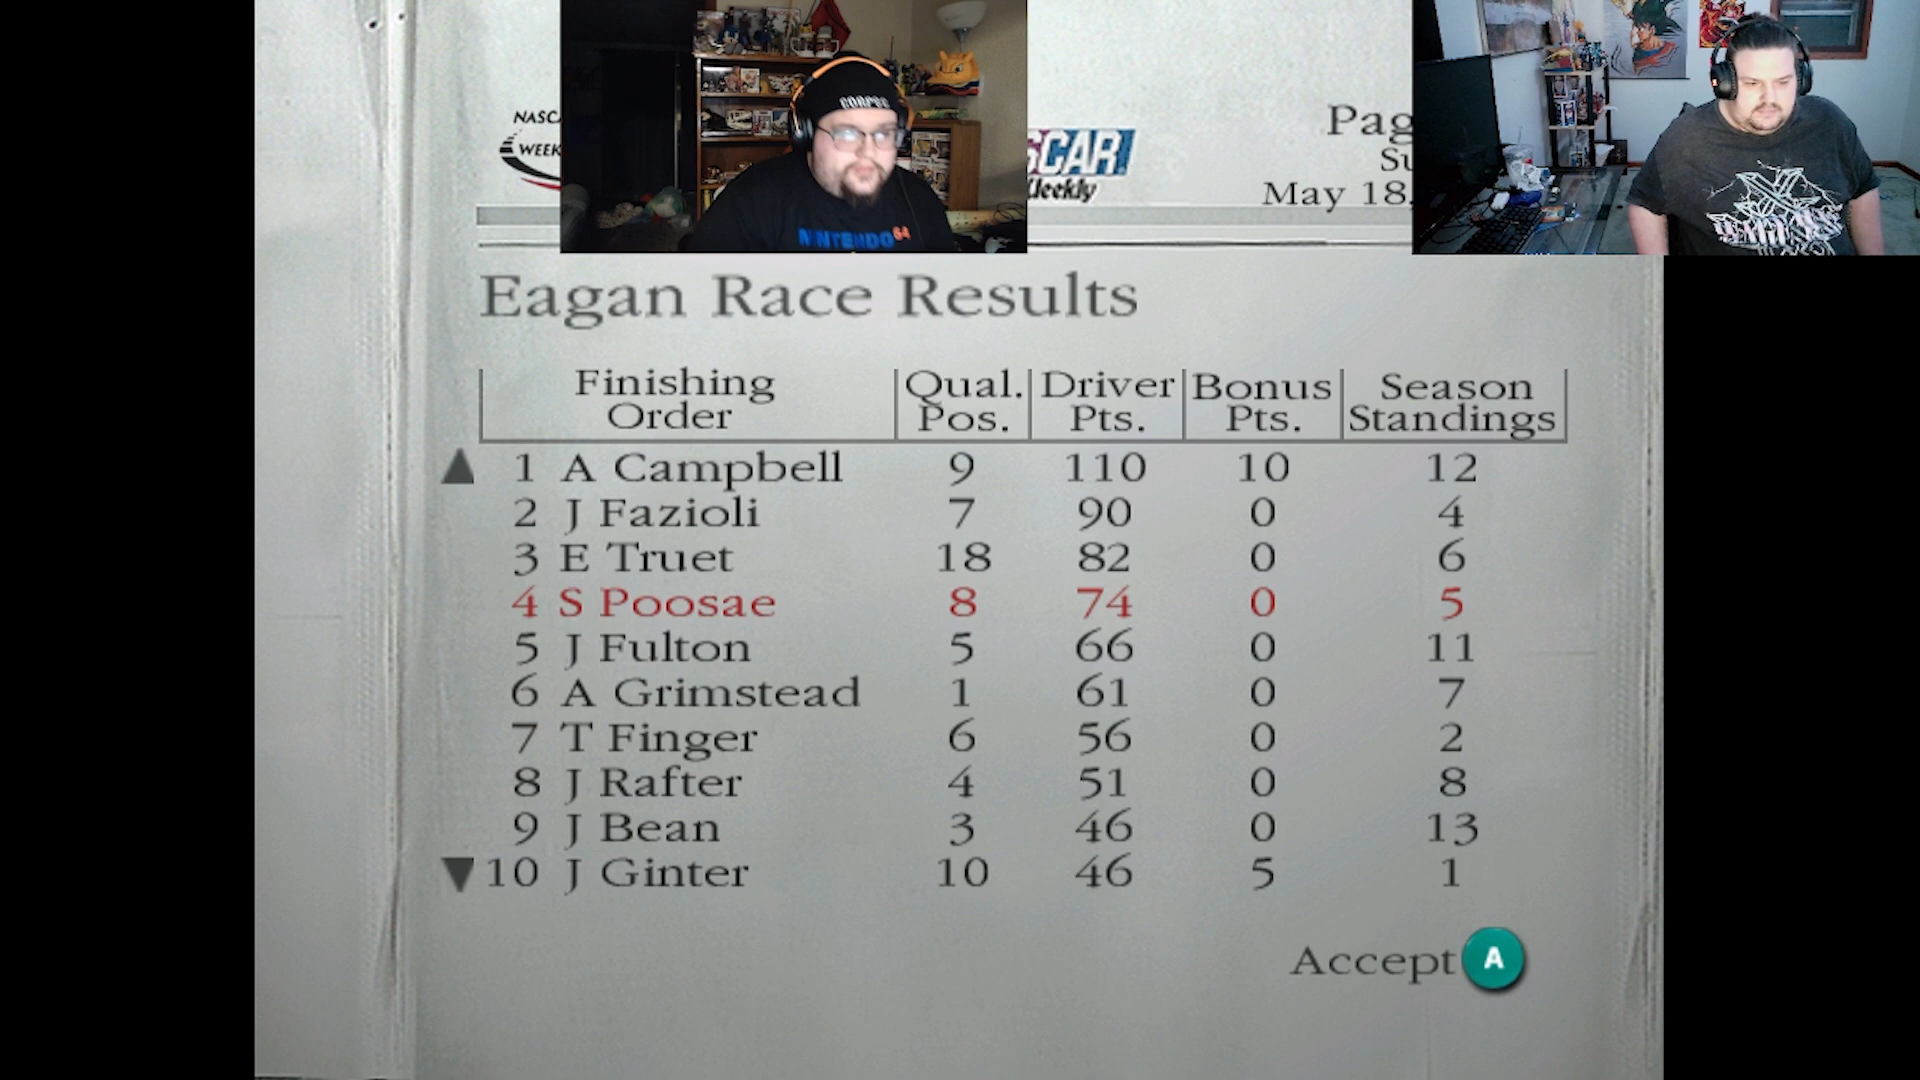 NASC
WEEK
SCAR
Weekly
Pag
Su
May 18,
CORPSE
NINTENDO 64
Eagan Race Results
Finishing Order Qual. Pos. Driver Pts. Bonus Pts. Season Standings
1 A Campbell 9 110 10 12
2 J Fazioli 7 90 0 4
3 E Truet 18 82 0 6
4 S Poosae 8 74 0 5
5 J Fulton 5 66 0 11
6 A Grimstead 1 61 0 7
7 T Finger 6 56 0 2
8 J Rafter 4 51 0 8
9 J Bean 3 46 0 13
10 J Ginter 10 46 5 1
Accept A